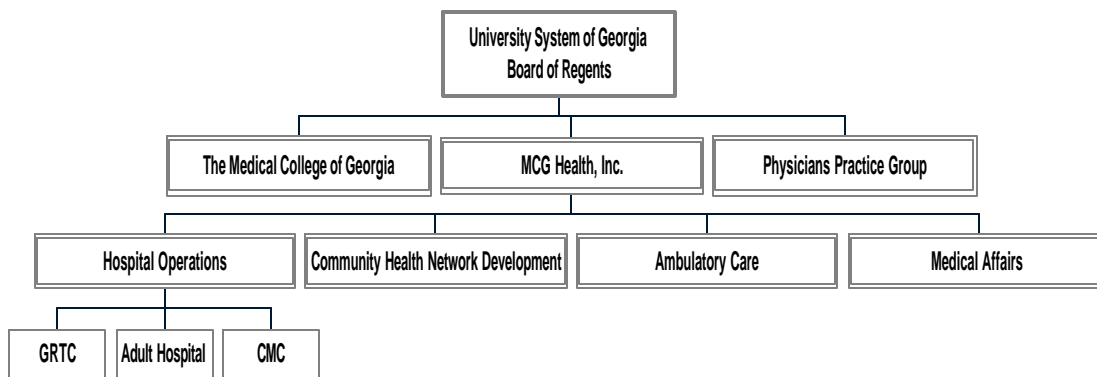 University System of Georgia
Board of Regents
The Medical College of Georgia
MCG Health, Inc.
Physicians Practice Group
Hospital Operations
Community Health Network Development
Ambulatory Care
Medical Affairs
GRTC
Adult Hospital
CMC